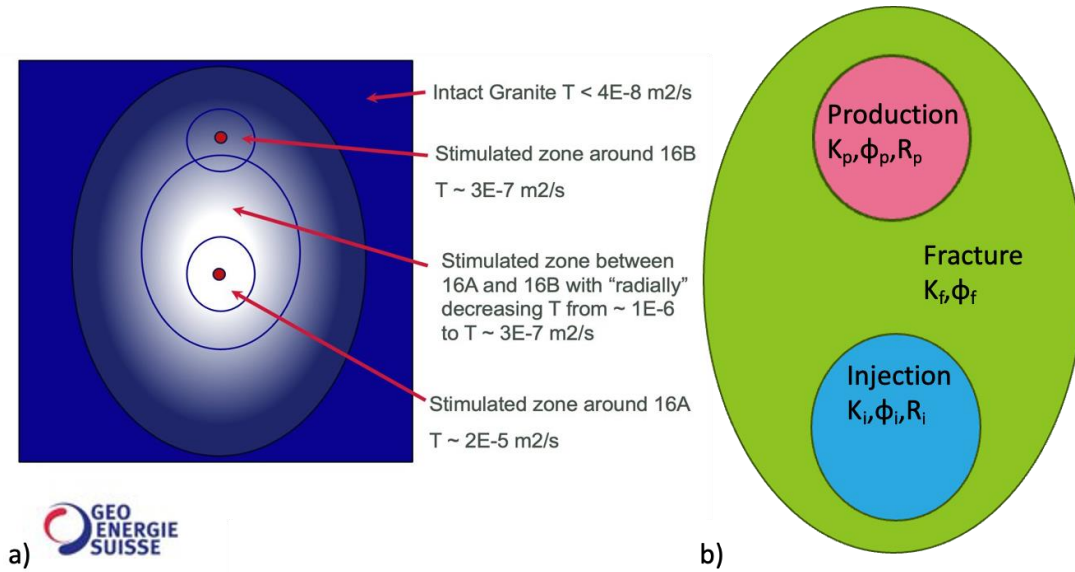 Intact Granite T < 4E-8 m2/s
Stimulated zone around 16B
T ~ 3E-7 m2/s
Stimulated zone between
16A and 16B with “radially”
decreasing T from ~ 1E-6
to T ~ 3E-7 m2/s
Stimulated zone around 16A
T ~ 2E-5 m2/s
GEO
ENERGIE
SUISSE
a)
Production
Kp,ϕp,Rp
Fracture
Kf,ϕf
Injection
Ki,ϕi,Ri
b)